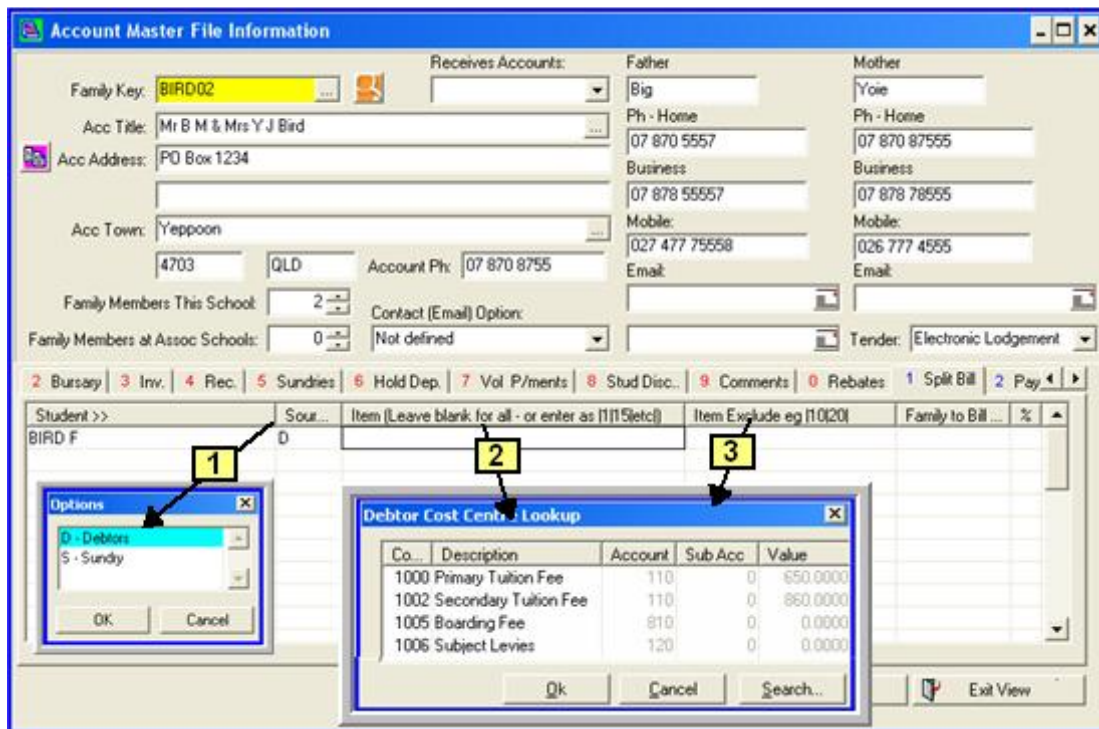 Account Master File Information
Receives Accounts: Father Mother
Family Key: BIRD02 ... Big Yoie
Acc Title: Mr B M & Mrs Y J Bird ... Ph - Home Ph - Home
07 870 5557 07 870 87555
Acc Address: PO Box 1234 Business Business
07 878 55557 07 878 78555
Acc Town: Yeppoon ... Mobile: Mobile:
027 477 75558 026 777 4555
4703 QLD Account Ph: 07 870 8755 Email: Email:
Family Members This School: 2 Contact (Email) Option:
Family Members at Assoc Schools: 0 Not defined Tender: Electronic Lodgement
2 Bursary 3 Inv. 4 Rec. 5 Sundries 6 Hold Dep. 7 Vol P/ments 8 Stud Disc.. 9 Comments 0 Rebates 1 Split Bill 2 Pay
Student >> Sour... Item (Leave blank for all - or enter as |1|15|etc|) Item Exclude eg |10|20| Family to Bill ... %
BIRD F D
1 2 3
Options
D - Debtors
S - Sundry
OK Cancel
Debtor Cost Centre Lookup
Co... Description Account Sub Acc Value
1000 Primary Tuition Fee 110 0 650.0000
1002 Secondary Tuition Fee 110 0 860.0000
1005 Boarding Fee 810 0 0.0000
1006 Subject Levies 120 0 0.0000
Ok Cancel Search...
Exit View